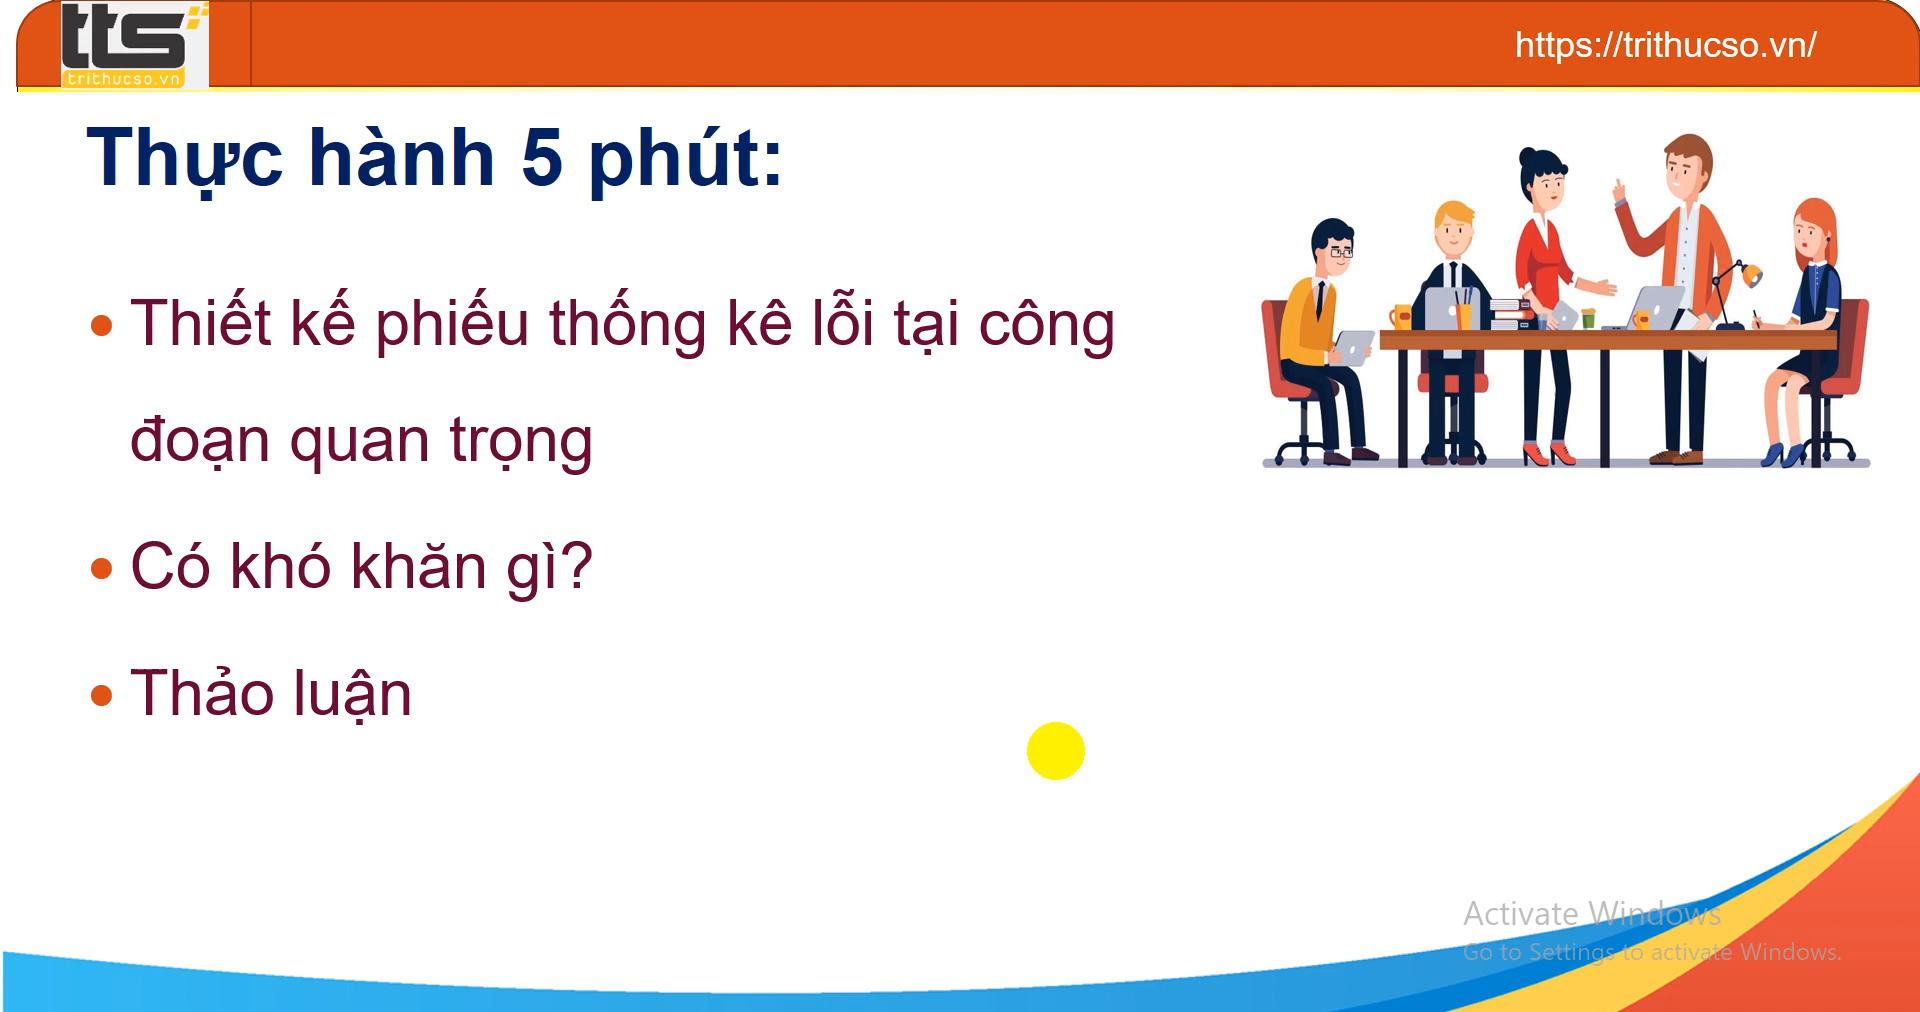 tts
trithucso.vn
https://trithucso.vn/
Thực hành 5 phút:
Thiết kế phiếu thống kê lỗi tại công
đoạn quan trọng
Có khó khăn gì?
Thảo luận
Activate Windows
Go to Settings to activate Windows.